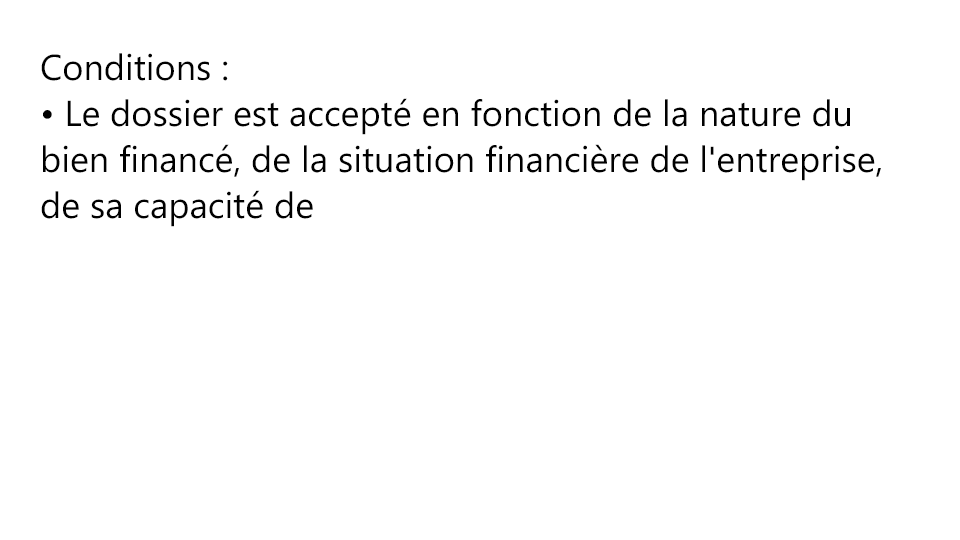 Conditions :
• Le dossier est accepté en fonction de la nature du
bien financé, de la situation financière de l'entreprise,
de sa capacité de